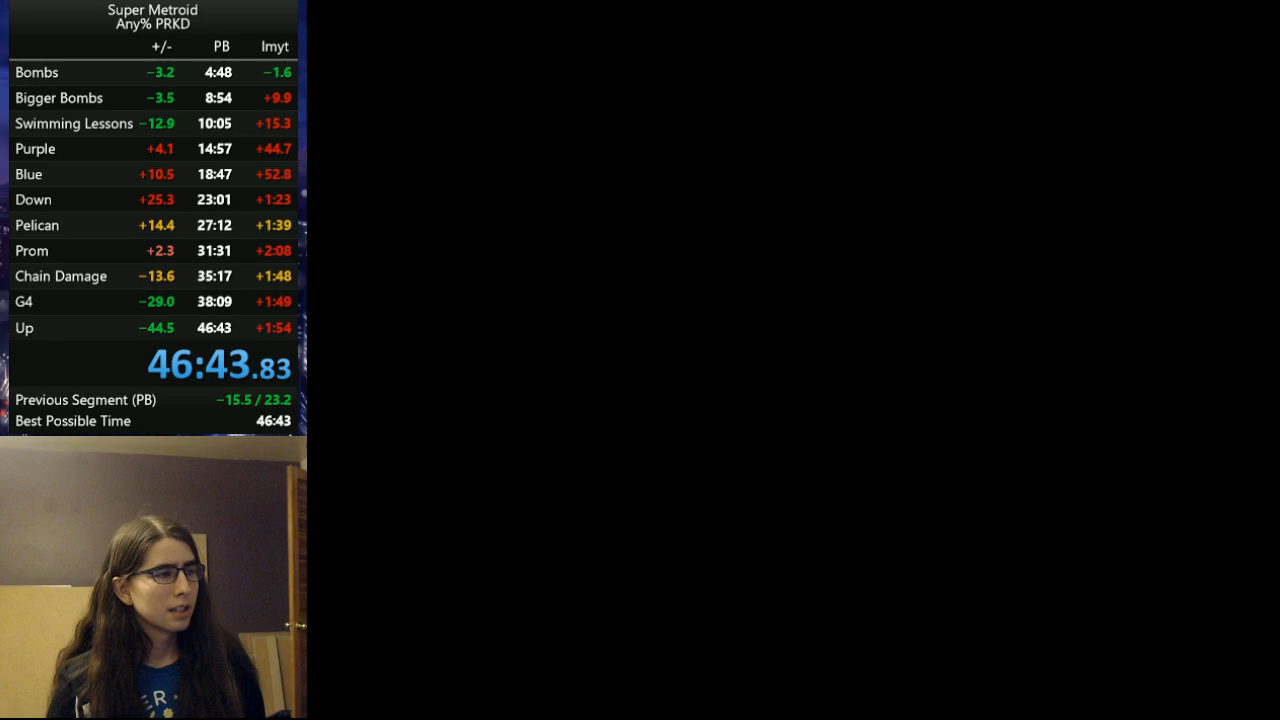 Super Metroid
Any% PRKD
+/- PB Imyt
Bombs −3.2 4:48 −1.6
Bigger Bombs −3.5 8:54 +9.9
Swimming Lessons −12.9 10:05 +15.3
Purple +4.1 14:57 +44.7
Blue +10.5 18:47 +52.8
Down +25.3 23:01 +1:23
Pelican +14.4 27:12 +1:39
Prom +2.3 31:31 +2:08
Chain Damage −13.6 35:17 +1:48
G4 −29.0 38:09 +1:49
Up −44.5 46:43 +1:54
46:43.83
Previous Segment (PB) −15.5 / 23.2
Best Possible Time 46:43